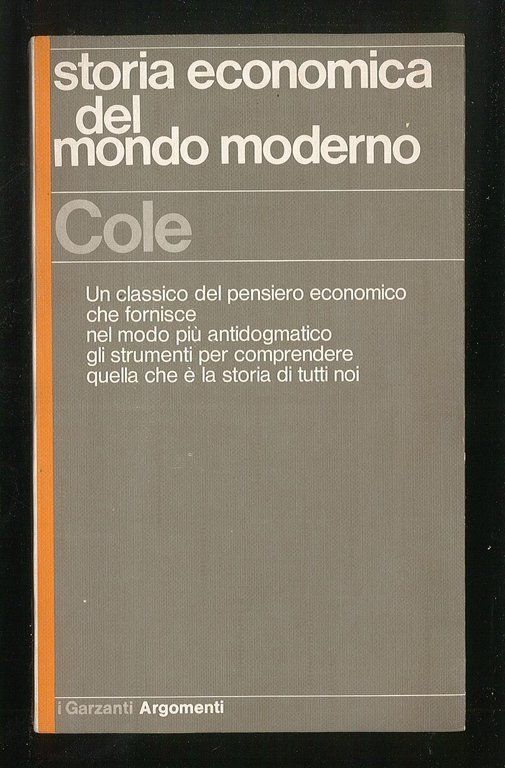 storia economica
del
mondo moderno
Cole
Un classico del pensiero economico
che fornisce
nel modo più antidogmatico
gli strumenti per comprendere
quella che è la storia di tutti noi
i Garzanti Argomenti